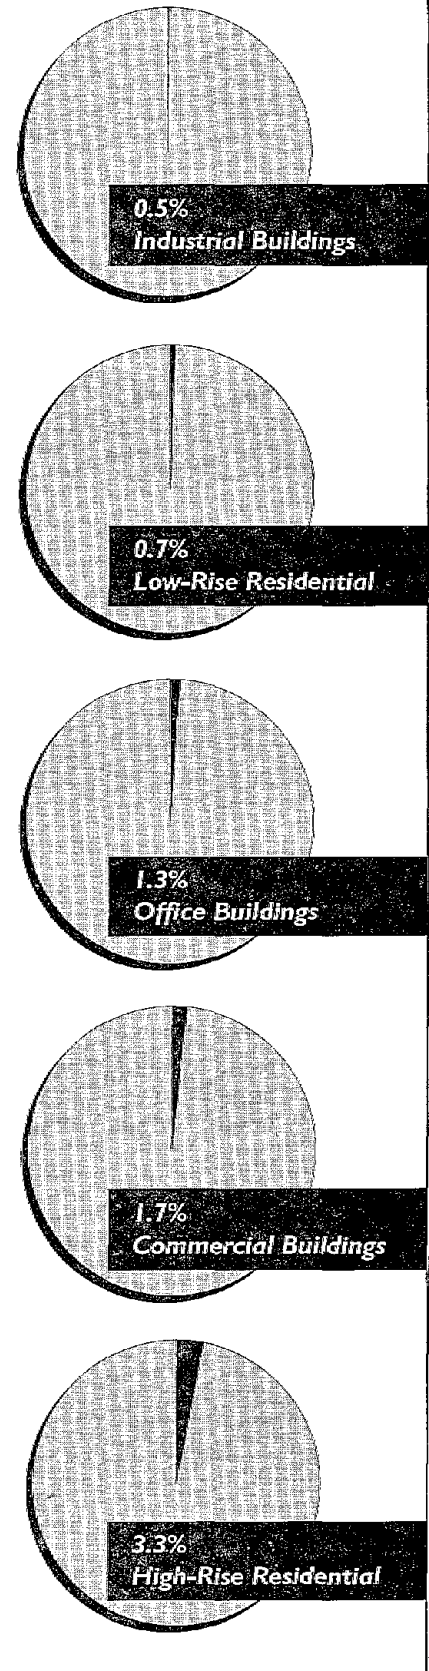 0.5%
Industrial Buildings
0.7%
Low-Rise Residential
1.3%
Office Buildings
1.7%
Commercial Buildings
3.3%
High-Rise Residential